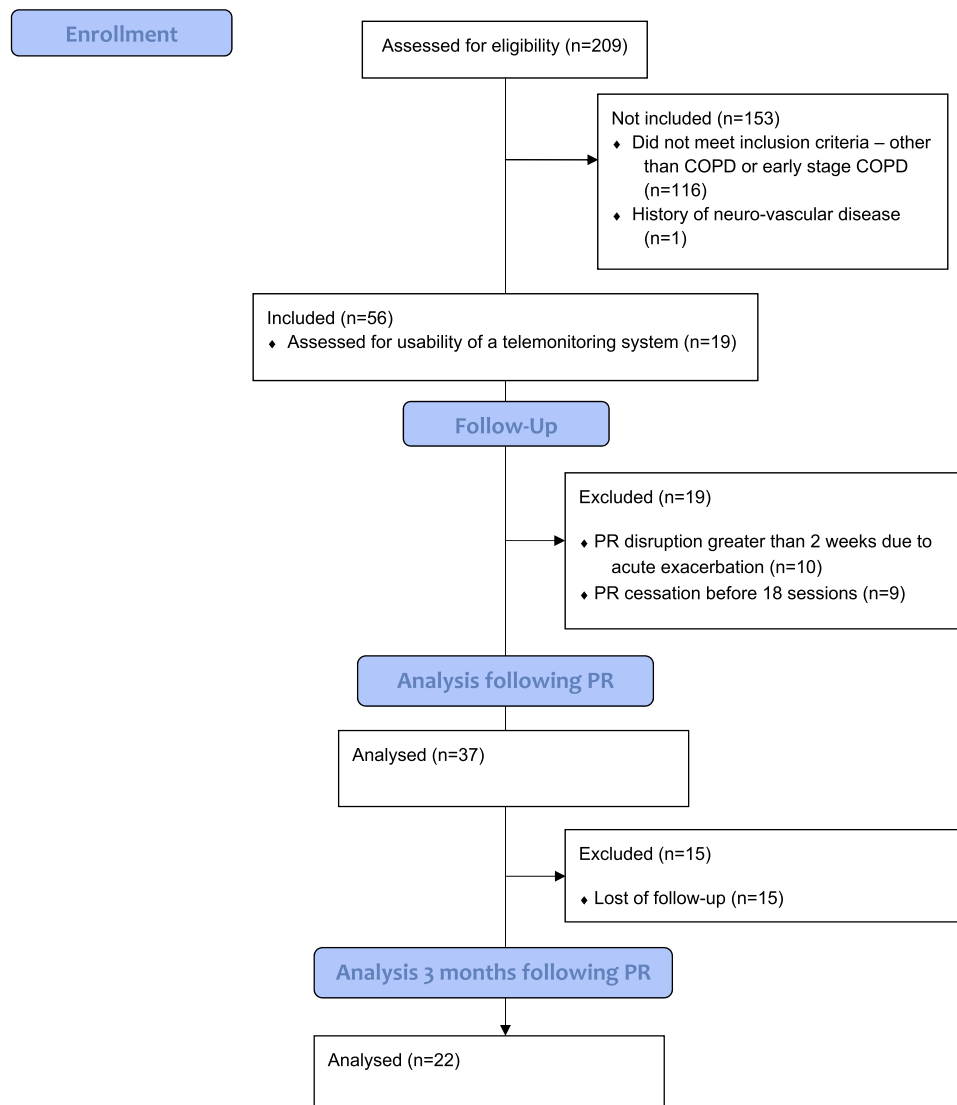 Enrollment
Assessed for eligibility (n=209)
Not included (n=153)
♦ Did not meet inclusion criteria – other
than COPD or early stage COPD
(n=116)
♦ History of neuro-vascular disease
(n=1)
Included (n=56)
♦ Assessed for usability of a telemonitoring system (n=19)
Follow-Up
Excluded (n=19)
♦ PR disruption greater than 2 weeks due to
acute exacerbation (n=10)
♦ PR cessation before 18 sessions (n=9)
Analysis following PR
Analysed (n=37)
Excluded (n=15)
♦ Lost of follow-up (n=15)
Analysis 3 months following PR
Analysed (n=22)